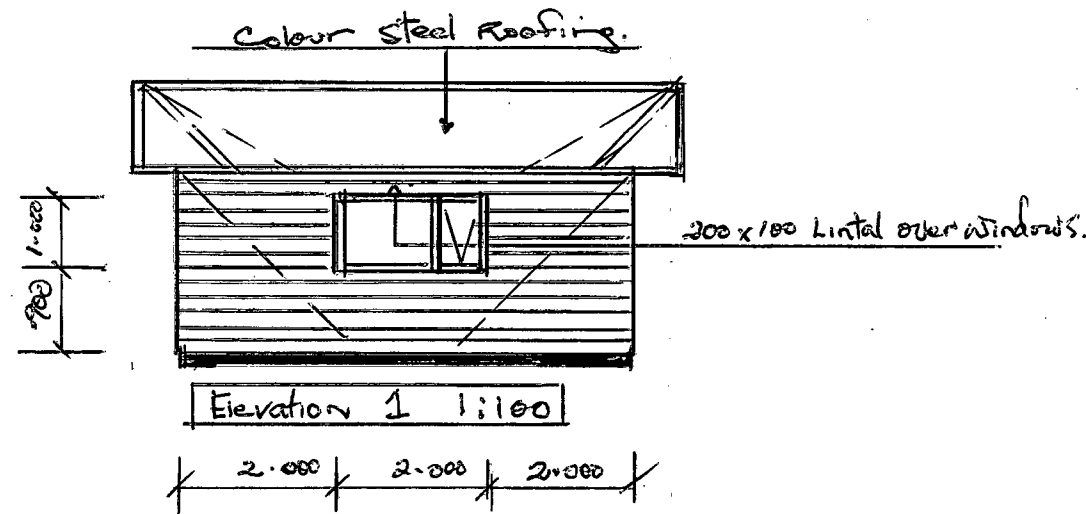 Colour Steel Roofing.
1.000
900
200 x 100 Lintal over windows.
Elevation 1 1:100
2.000 2.000 2.000